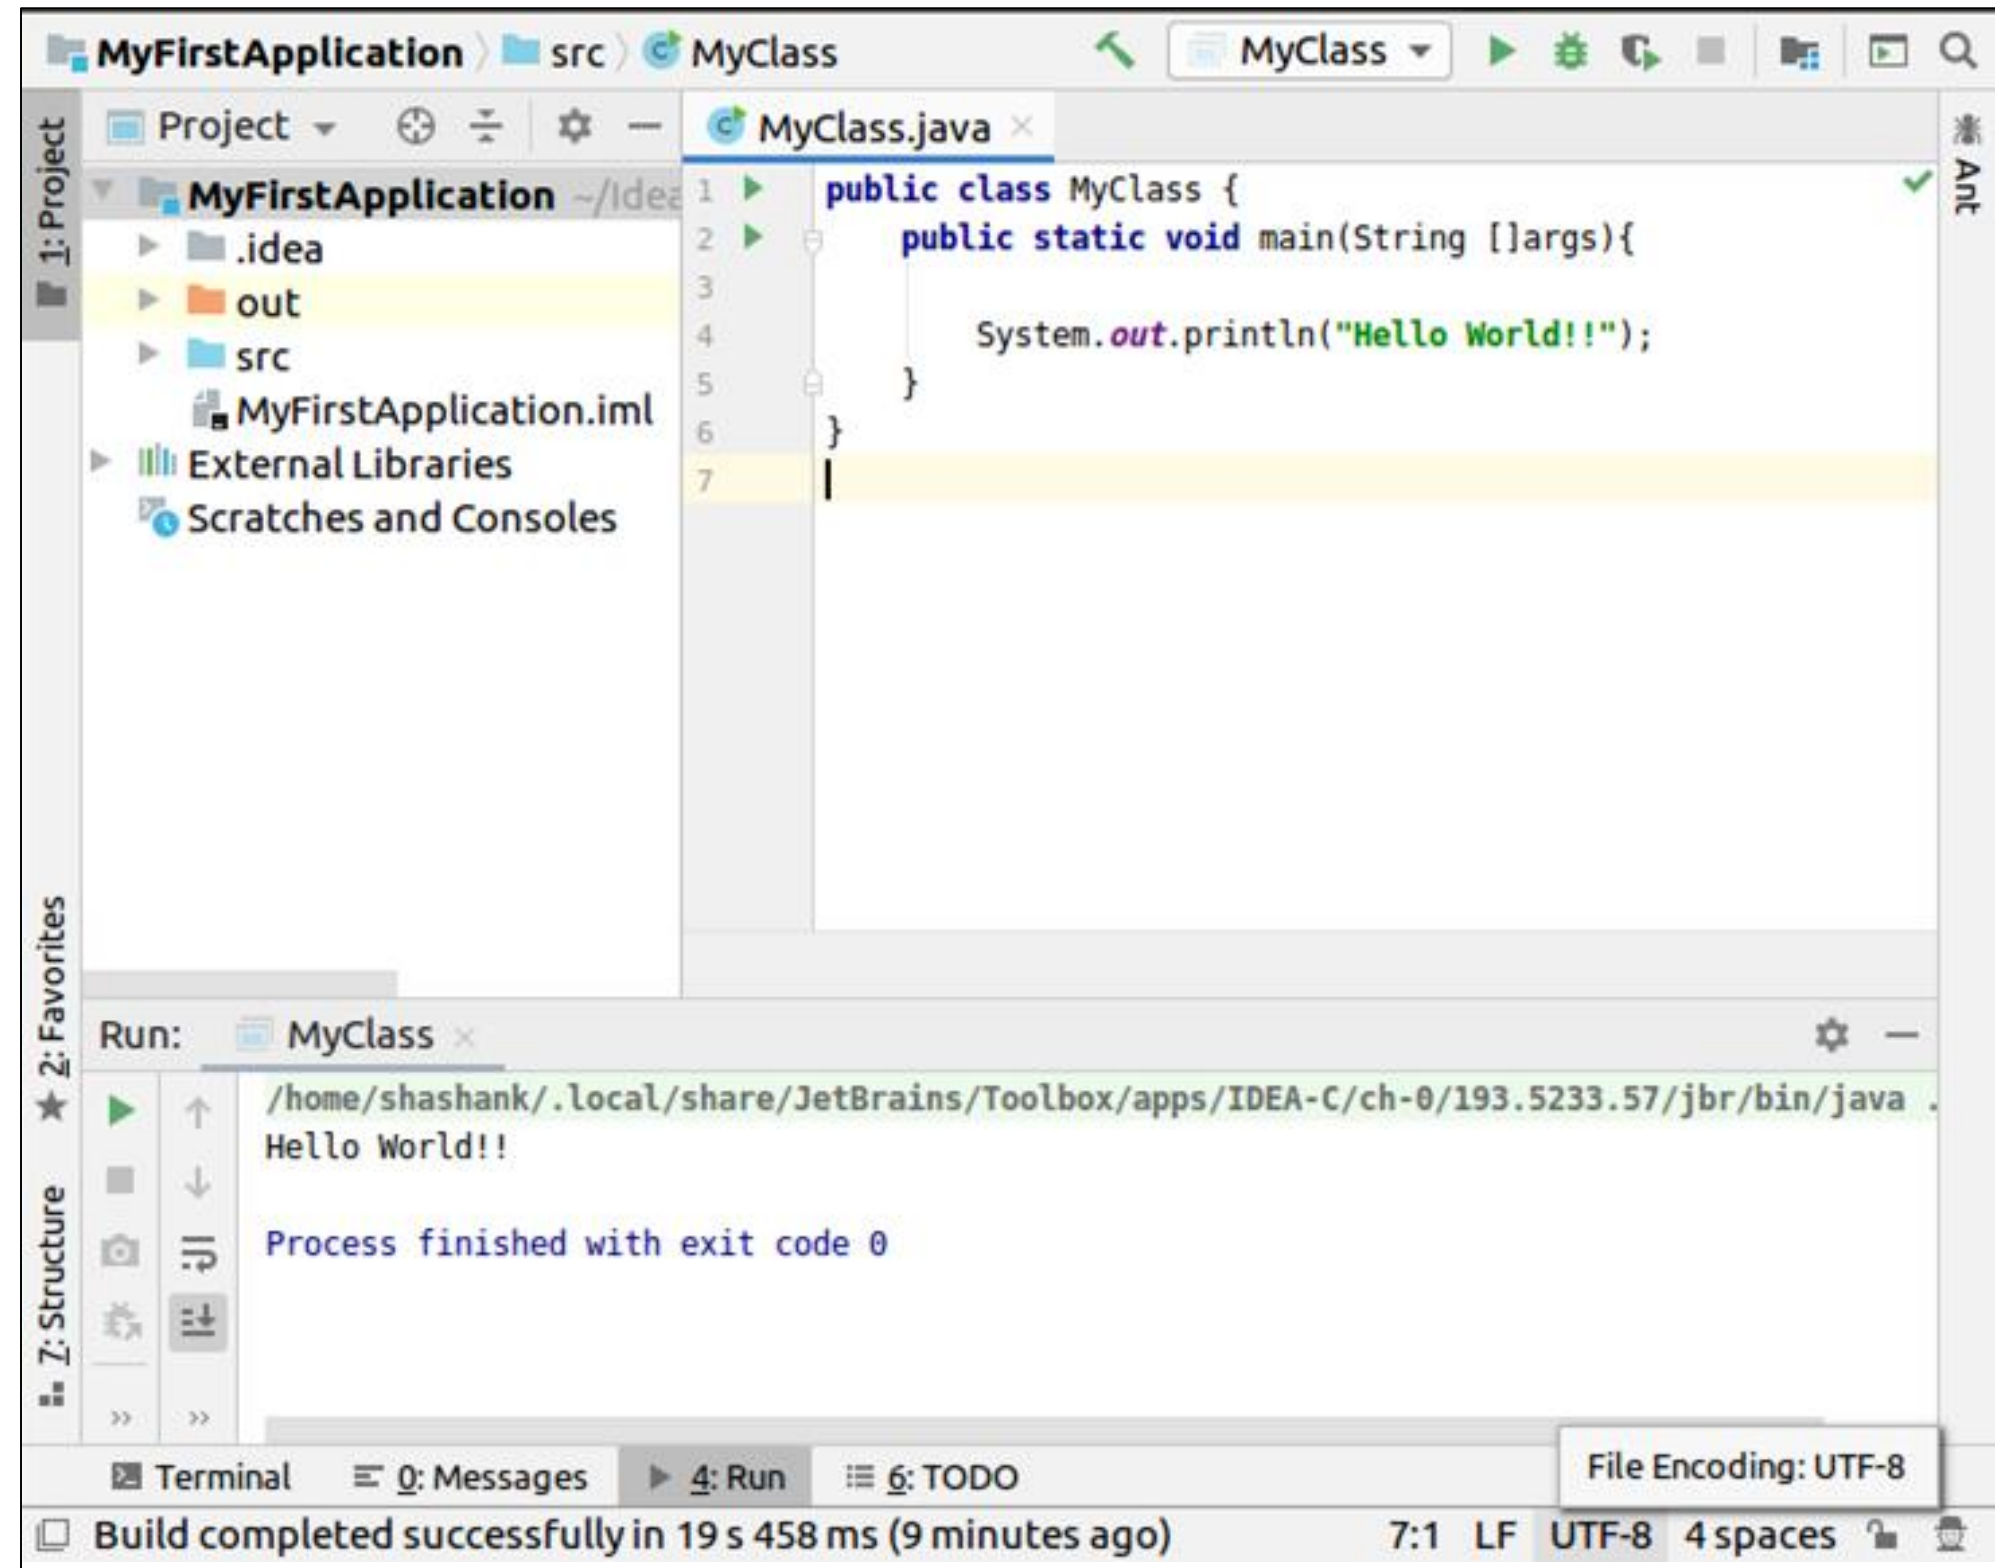 MyFirstApplication src MyClass MyClass
1: Project
Project
MyFirstApplication ~/Idea
.idea
out
src
MyFirstApplication.iml
External Libraries
Scratches and Consoles
MyClass.java
1 public class MyClass {
2 public static void main(String []args){
3
4 System.out.println("Hello World!!");
5 }
6 }
7
Ant
2: Favorites
7: Structure
Run: MyClass
/home/shashank/.local/share/JetBrains/Toolbox/apps/IDEA-C/ch-0/193.5233.57/jbr/bin/java .
Hello World!!
Process finished with exit code 0
Terminal 0: Messages 4: Run 6: TODO
File Encoding: UTF-8
Build completed successfully in 19 s 458 ms (9 minutes ago) 7:1 LF UTF-8 4 spaces